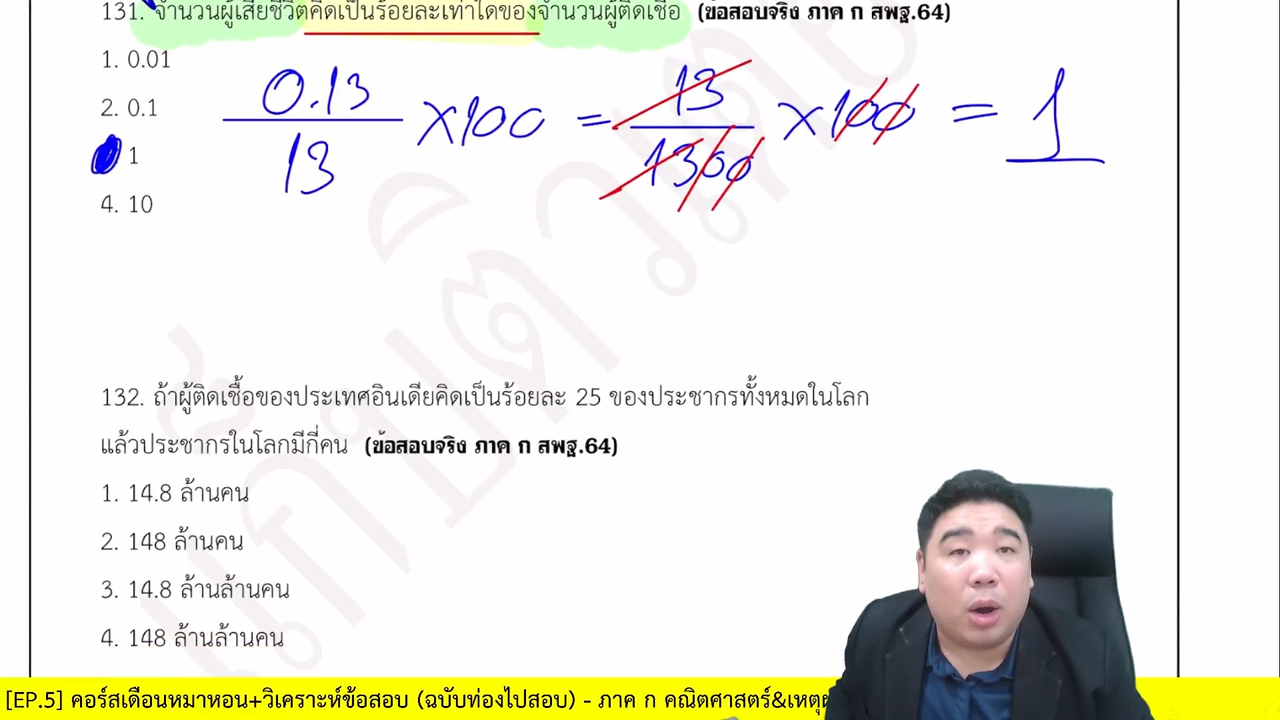 131. จำนวนผู้เสียชีวิตคิดเป็นร้อยละเท่าใดของจำนวนผู้ติดเชื้อ (ข้อสอบจริง ภาค ก สพฐ.64)
1. 0.01
2. 0.1
1
4. 10
0.13/13 ×100 = 13/1300 ×100 = 1
132. ถ้าผู้ติดเชื้อของประเทศอินเดียคิดเป็นร้อยละ 25 ของประชากรทั้งหมดในโลก
แล้วประชากรในโลกมีกี่คน (ข้อสอบจริง ภาค ก สพฐ.64)
1. 14.8 ล้านคน
2. 148 ล้านคน
3. 14.8 ล้านล้านคน
4. 148 ล้านล้านคน
[EP.5] คอร์สเดือนหมาหอน+วิเคราะห์ข้อสอบ (ฉบับท่องไปสอบ) - ภาค ก คณิตศาสตร์&เหตุผ